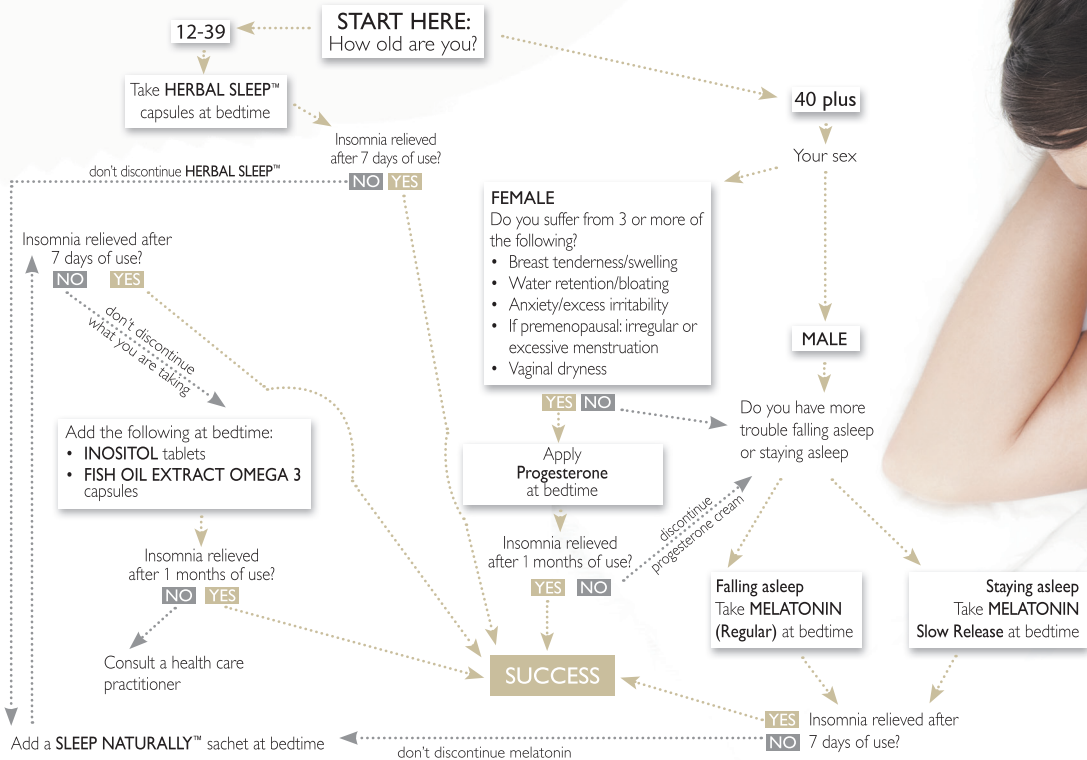 START HERE:
How old are you?
12-39
Take HERBAL SLEEP™
capsules at bedtime
Insomnia relieved
after 7 days of use?
NO YES
don't discontinue HERBAL SLEEP™
40 plus
Your sex
FEMALE
Do you suffer from 3 or more of
the following?
• Breast tenderness/swelling
• Water retention/bloating
• Anxiety/excess irritability
• If premenopausal: irregular or
excessive menstruation
• Vaginal dryness
YES NO
MALE
Do you have more
trouble falling asleep
or staying asleep
Insomnia relieved after
7 days of use?
NO YES
don't discontinue
what you are taking
Add the following at bedtime:
• INOSITOL tablets
• FISH OIL EXTRACT OMEGA 3
capsules
Insomnia relieved
after 1 months of use?
NO YES
Consult a health care
practitioner
Apply
Progesterone
at bedtime
Insomnia relieved
after 1 months of use?
YES NO
discontinue
progesterone cream
Falling asleep
Take MELATONIN
(Regular) at bedtime
Staying asleep
Take MELATONIN
Slow Release at bedtime
SUCCESS
YES Insomnia relieved after
NO 7 days of use?
don't discontinue melatonin
Add a SLEEP NATURALLY™ sachet at bedtime